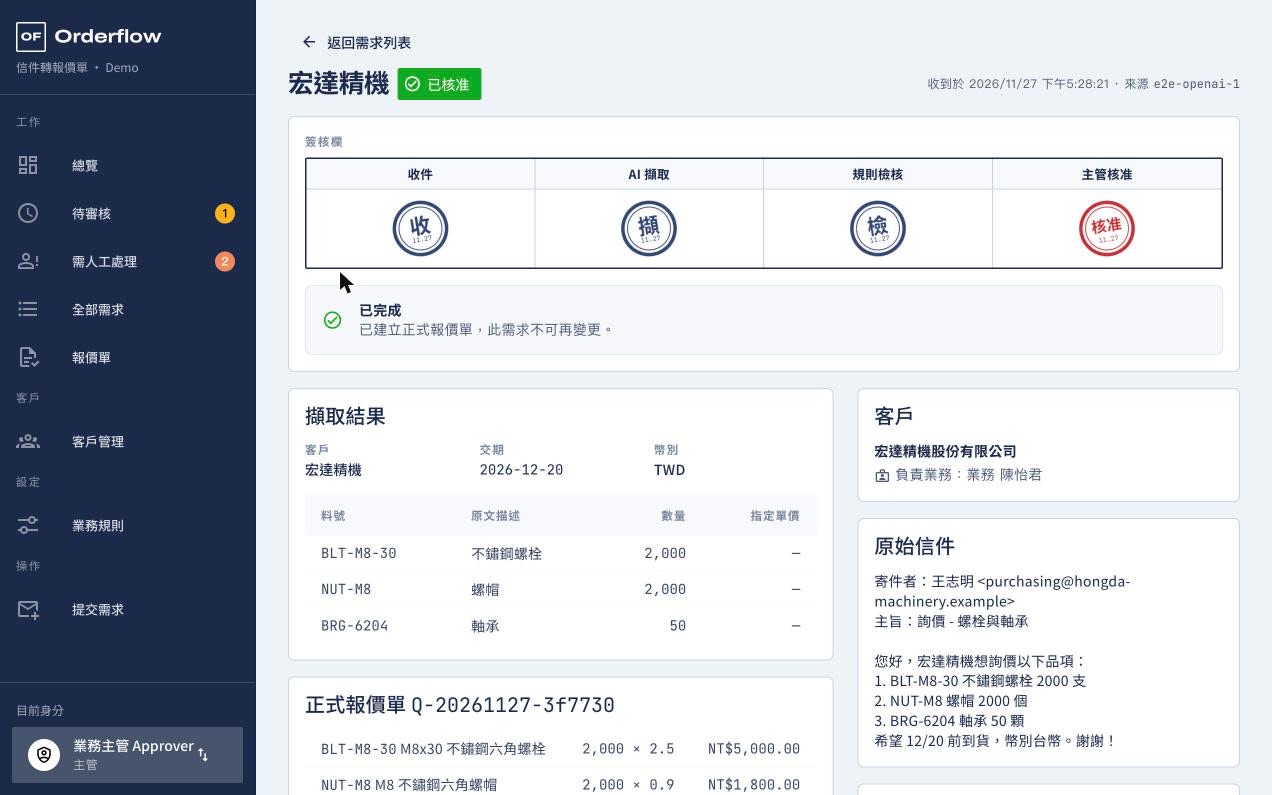 OF Orderflow
信件轉報價單 • Demo
工作
總覽
待審核 1
需人工處理 2
全部需求
報價單
客戶
客戶管理
設定
業務規則
操作
提交需求
目前身分
業務主管 Approver
主管
返回需求列表
宏達精機 已核准
收到於 2026/11/27 下午5:28:21 · 來源 e2e-openai-1
簽核欄
收件 AI 擷取 規則檢核 主管核准
收 擷 檢 核准
11.27 11.27 11.27 11.27
已完成
已建立正式報價單，此需求不可再變更。
擷取結果
客戶 交期 幣別
宏達精機 2026-12-20 TWD
料號 原文描述 數量 指定單價
BLT-M8-30 不鏽鋼螺栓 2,000 —
NUT-M8 螺帽 2,000 —
BRG-6204 軸承 50 —
正式報價單 Q-20261127-3f7730
BLT-M8-30 M8x30 不鏽鋼六角螺栓 2,000 × 2.5 NT$5,000.00
NUT-M8 M8 不鏽鋼六角螺帽 2,000 × 0.9 NT$1,800.00
客戶
宏達精機股份有限公司
負責業務：業務 陳怡君
原始信件
寄件者：王志明 <purchasing@hongda-
machinery.example>
主旨：詢價 - 螺栓與軸承
您好，宏達精機想詢價以下品項：
1. BLT-M8-30 不鏽鋼螺栓 2000 支
2. NUT-M8 螺帽 2000 個
3. BRG-6204 軸承 50 顆
希望 12/20 前到貨，幣別台幣。謝謝！